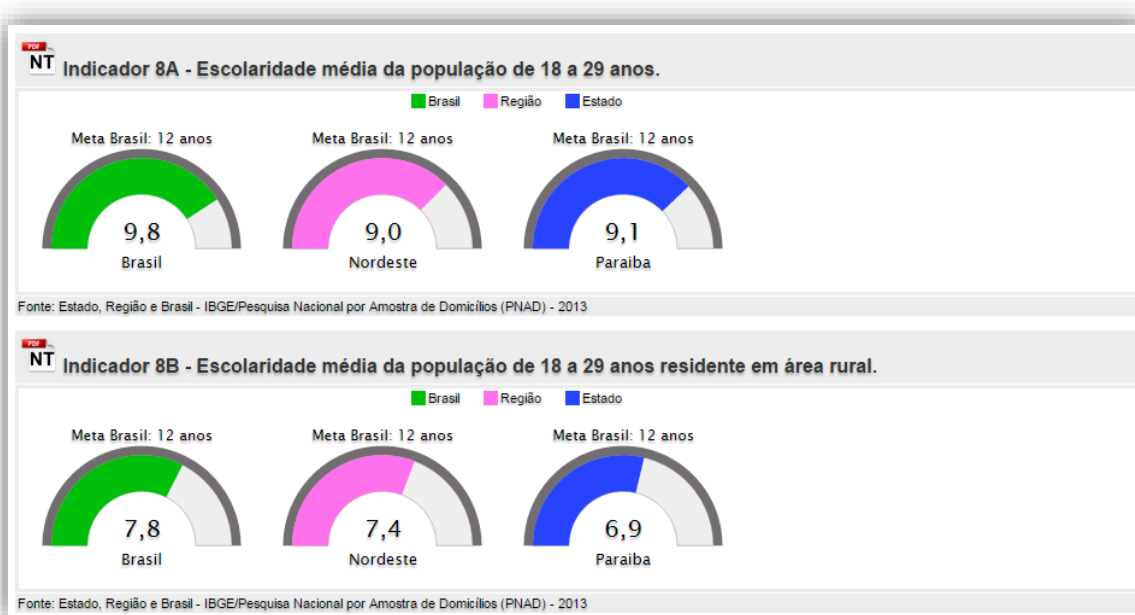 PDF
NT Indicador 8A - Escolaridade média da população de 18 a 29 anos.
Brasil Região Estado
Meta Brasil: 12 anos Meta Brasil: 12 anos Meta Brasil: 12 anos
9,8 9,0 9,1
Brasil Nordeste Paraiba
Fonte: Estado, Região e Brasil - IBGE/Pesquisa Nacional por Amostra de Domicílios (PNAD) - 2013
PDF
NT Indicador 8B - Escolaridade média da população de 18 a 29 anos residente em área rural.
Brasil Região Estado
Meta Brasil: 12 anos Meta Brasil: 12 anos Meta Brasil: 12 anos
7,8 7,4 6,9
Brasil Nordeste Paraiba
Fonte: Estado, Região e Brasil - IBGE/Pesquisa Nacional por Amostra de Domicílios (PNAD) - 2013